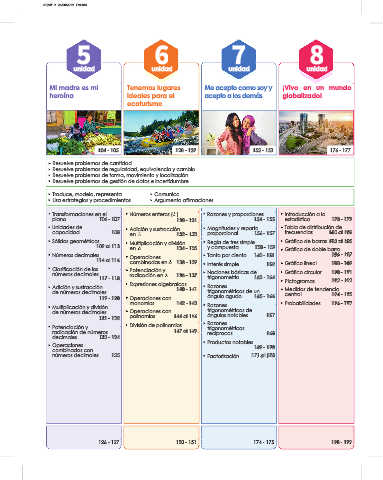 5
unidad
6
unidad
7
unidad
8
unidad
Mi madre es mi
heroína
Tenemos lugares
ideales para el
ecoturismo
Me acepto como soy y
acepto a los demás
¡Vivo en un mundo
globalizado!
104 - 105
128 - 129
152 - 153
176 - 177
• Resuelve problemas de cantidad
• Resuelve problemas de regularidad, equivalencia y cambio
• Resuelve problemas de forma, movimiento y localización
• Resuelve problemas de gestión de datos e incertidumbre
• Traduce, modela, representa
• Usa estrategias y procedimientos
• Comunica
• Argumenta afirmaciones
• Transformaciones en el
plano 106 - 107
• Unidades de
capacidad 108
• Sólidos geométricos
109 al 113
• Números decimales
114 al 116
• Clasificación de los
números decimales
117 - 118
• Adición y sustracción
de números decimales
119 - 120
• Multiplicación y división
de números decimales
121 - 122
• Potenciación y
radicación de números
decimales 123 - 124
• Operaciones
combinadas con
números decimales 125
• Números enteros (ℤ)
130 - 131
• Adición y sustracción
en ℤ 132 - 133
• Multiplicación y división
en ℤ 134 - 135
• Operaciones
combinadas en ℤ 138 - 139
• Potenciación y
radicación en ℤ 136 - 137
• Expresiones algebraicas
140 - 141
• Operaciones con
monomios 142 - 143
• Operaciones con
polinomios 144 al 146
• División de polinomios
147 al 149
• Razones y proporciones
154 - 155
• Magnitudes y reparto
proporcional 156 - 157
• Regla de tres simple
y compuesta 158 - 159
• Tanto por ciento 160 - 161
• Interés simple 162
• Nociones básicas de
trigonometría 163 - 164
• Razones
trigonométricas de un
ángulo agudo 165 - 166
• Razones
trigonométricas de
ángulos notables 167
• Razones
trigonométricas
recíprocas 168
• Productos notables
169 - 170
• Factorización 171 al 173
• Introducción a la
estadística 178 - 179
• Tabla de distribución de
frecuencias 180 al 182
• Gráfica de barras 183 al 185
• Gráfica de doble barra
186 - 187
• Gráfica lineal 188 - 189
• Gráfica circular 190 - 191
• Pictogramas 192 - 193
• Medidas de tendencia
central 194 - 195
• Probabilidades 196 - 197
126 - 127
150 - 151
174 - 175
198 - 199